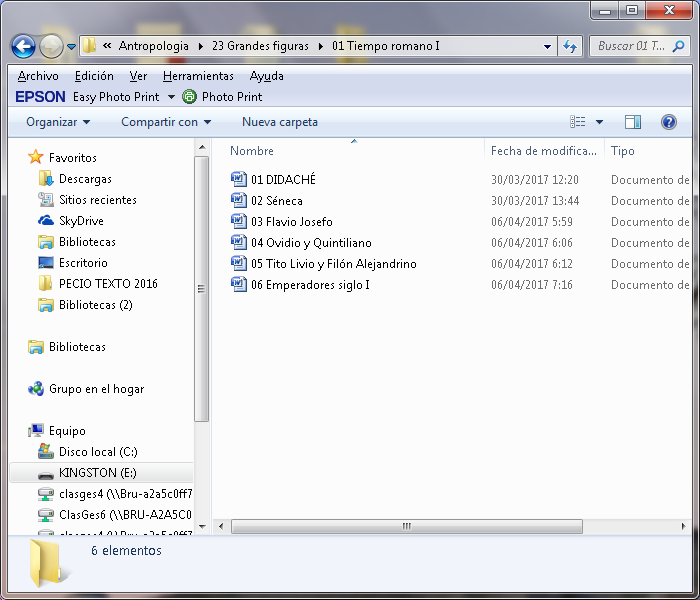 « Antropologia ▸ 23 Grandes figuras ▸ 01 Tiempo romano I
Buscar 01 T...
Archivo Edición Ver Herramientas Ayuda
EPSON Easy Photo Print Photo Print
Organizar Compartir con Nueva carpeta
Favoritos
Descargas
Sitios recientes
SkyDrive
Bibliotecas
Escritorio
PECIO TEXTO 2016
Bibliotecas (2)
Bibliotecas
Grupo en el hogar
Equipo
Disco local (C:)
KINGSTON (E:)
clasges4 (\\Bru-a2a5c0ff7
ClasGes6 (\\BRU-A2A5C0
clasges4 (\\Bru-a2a5c0ff7
Nombre Fecha de modifica... Tipo
01 DIDACHÉ 30/03/2017 12:20 Documento de
02 Séneca 30/03/2017 13:44 Documento de
03 Flavio Josefo 06/04/2017 5:59 Documento de
04 Ovidio y Quintiliano 06/04/2017 6:06 Documento de
05 Tito Livio y Filón Alejandrino 06/04/2017 6:12 Documento de
06 Emperadores siglo I 06/04/2017 7:16 Documento de
6 elementos